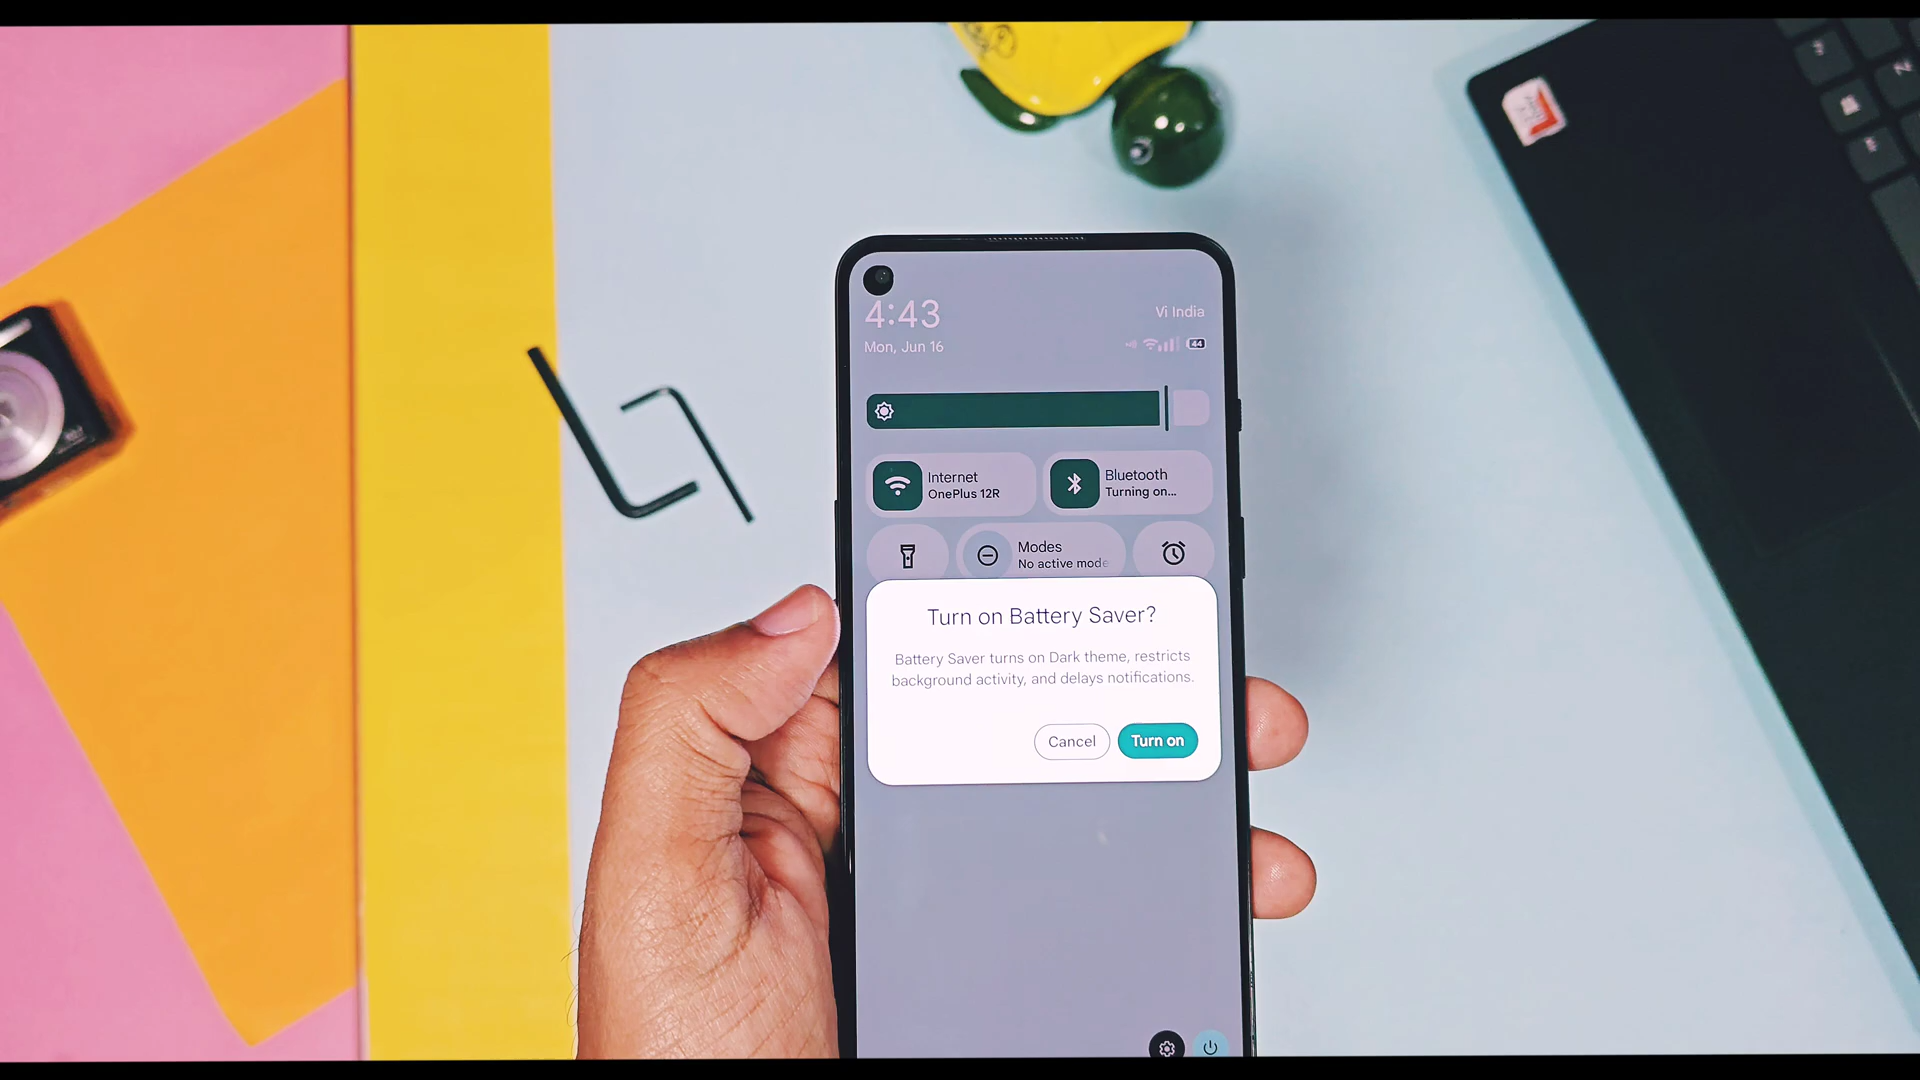 4:43
Vi India
Mon, Jun 16
44
Internet
OnePlus 12R
Bluetooth
Turning on...
Modes
No active mode
Turn on Battery Saver?
Battery Saver turns on Dark theme, restricts
background activity, and delays notifications.
Cancel
Turn on